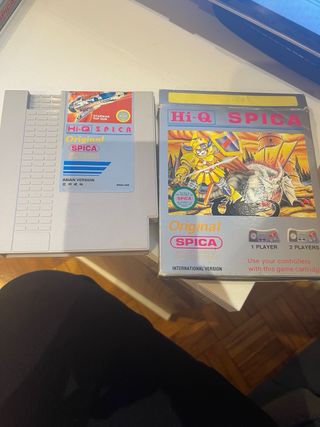 Hi-Q SPICA
Original
SPICA
ASIAN VERSION
Hi-Q SPICA
SPICA
Original
SPICA
1 PLAYER
2 PLAYERS
INTERNATIONAL VERSION
Use your controllers
with this game cartridge